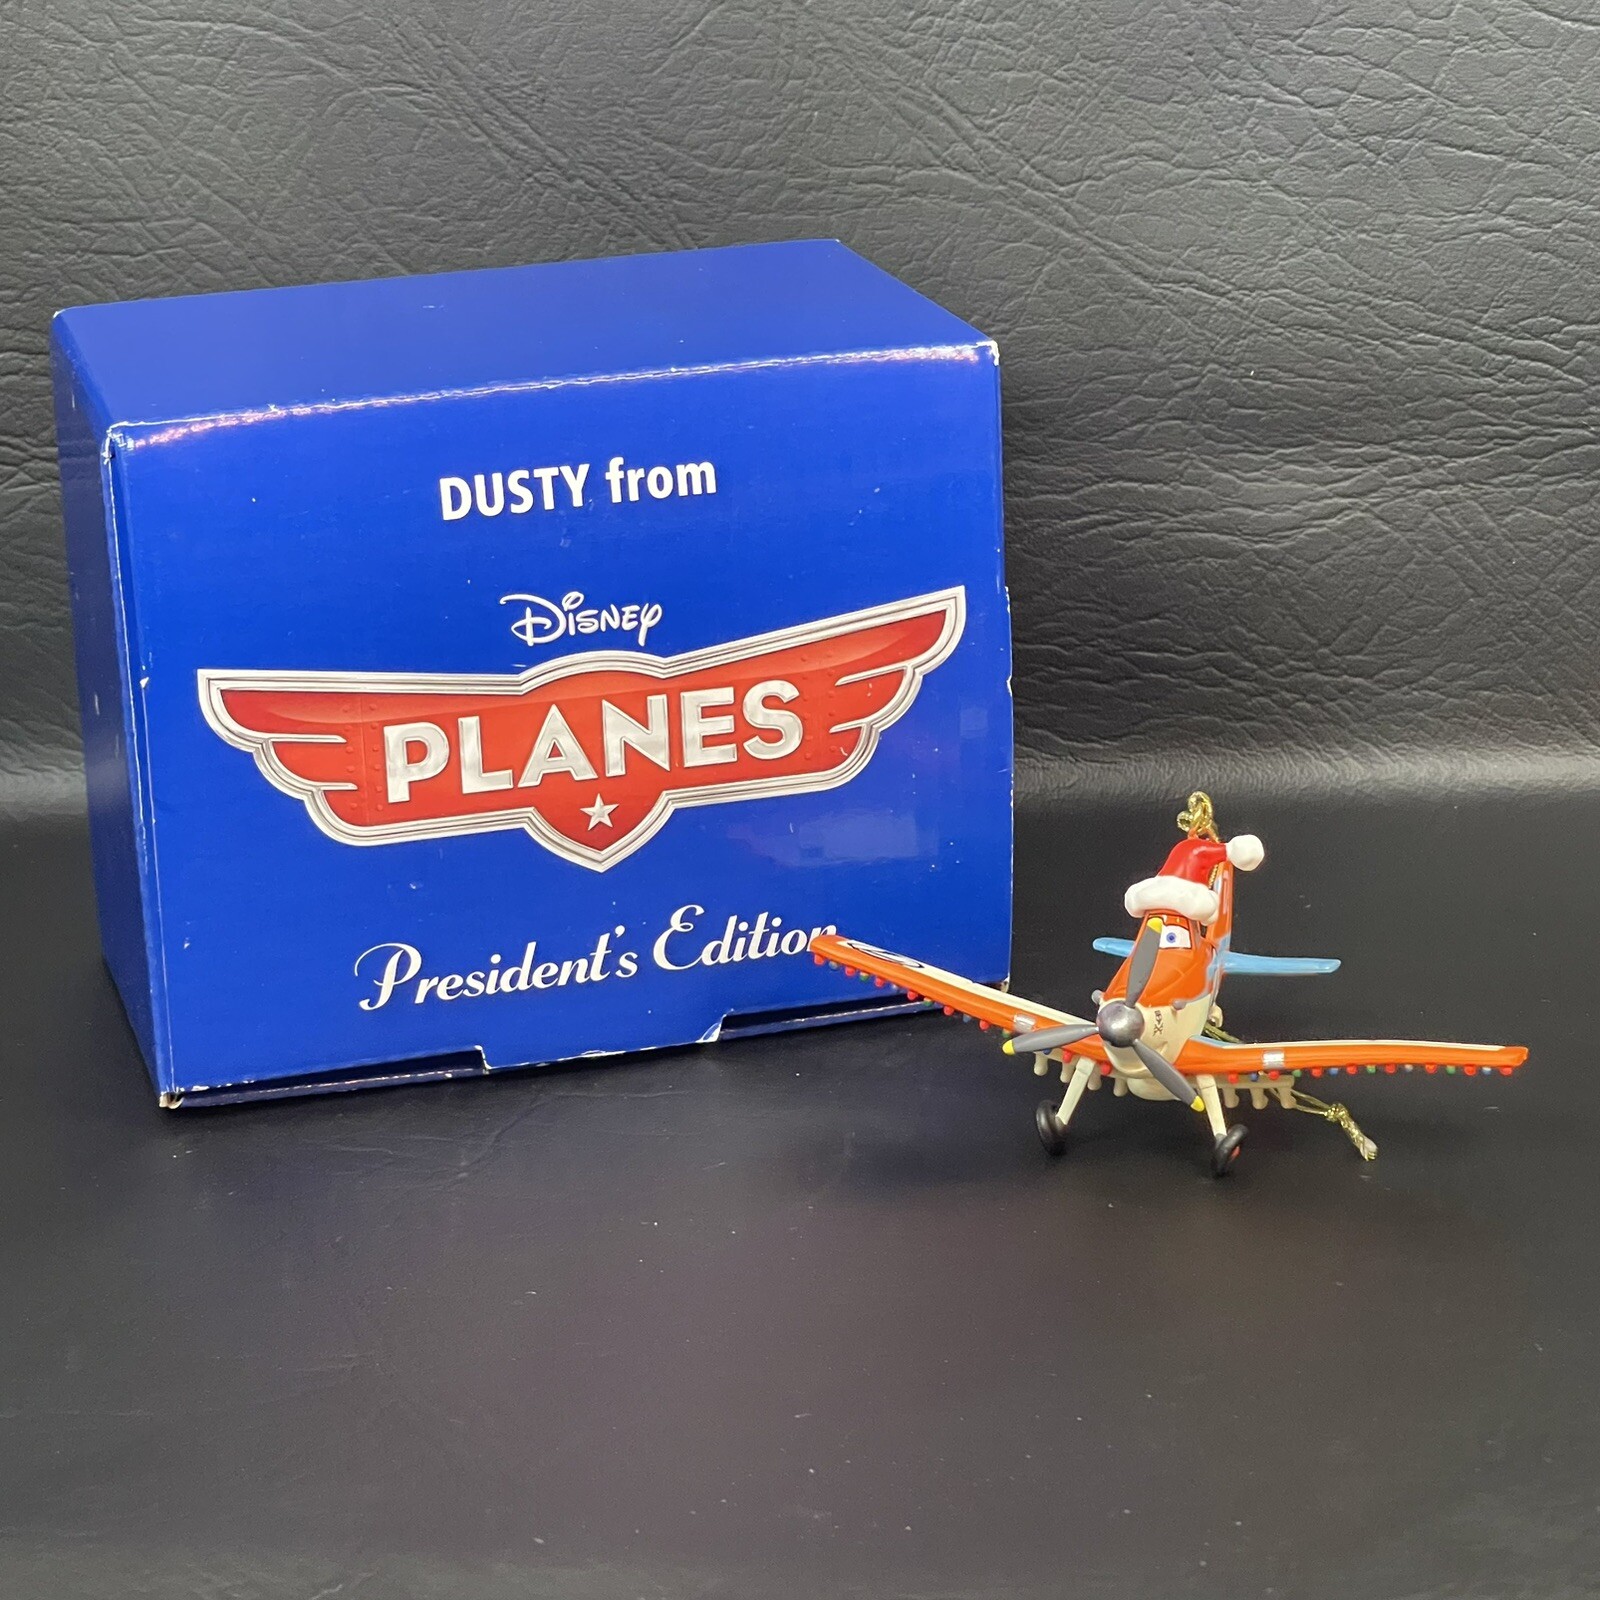 DUSTY from
Disney
PLANES
President's Edition